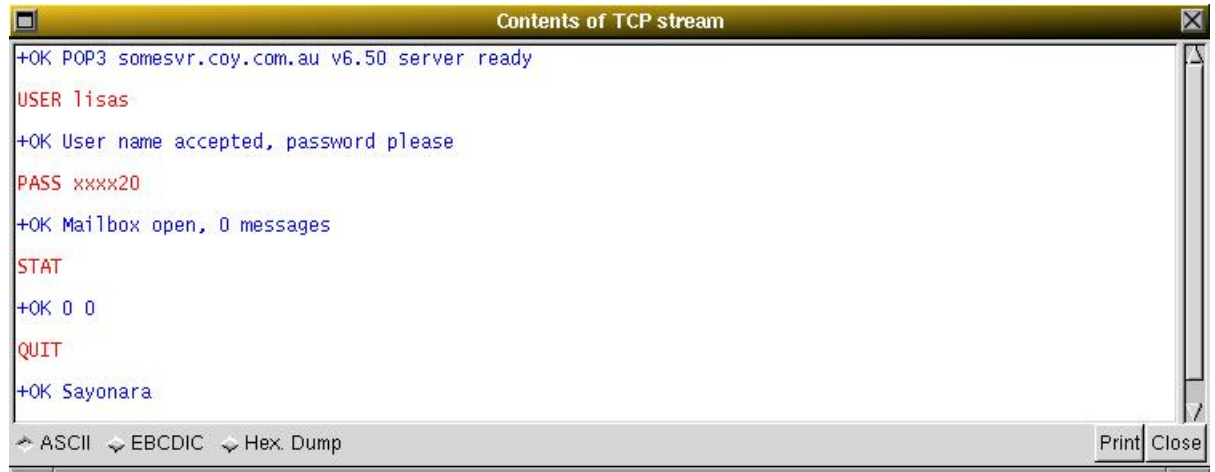 Contents of TCP stream
+OK POP3 somesvr.coy.com.au v6.50 server ready
USER lisas
+OK User name accepted, password please
PASS xxxx20
+OK Mailbox open, 0 messages
STAT
+OK 0 0
QUIT
+OK Sayonara
ASCII EBCDIC Hex. Dump Print Close